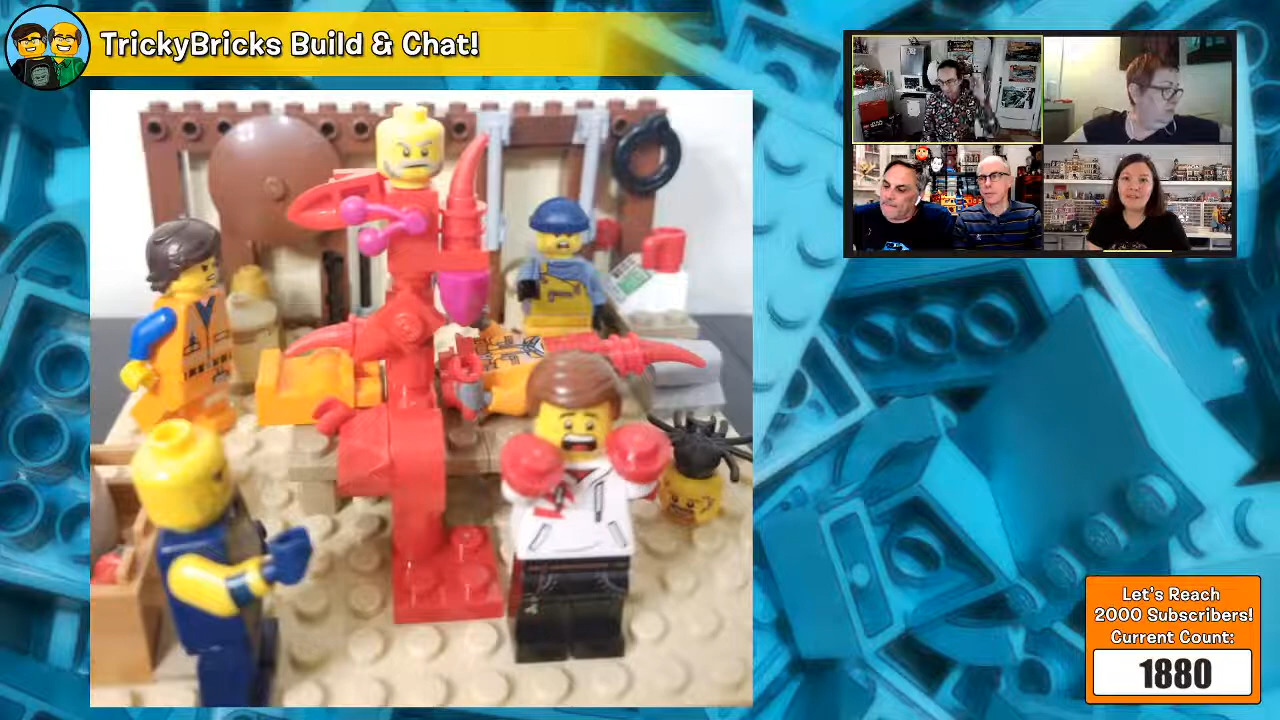 TrickyBricks Build & Chat!
Let's Reach
2000 Subscribers!
Current Count:
1880